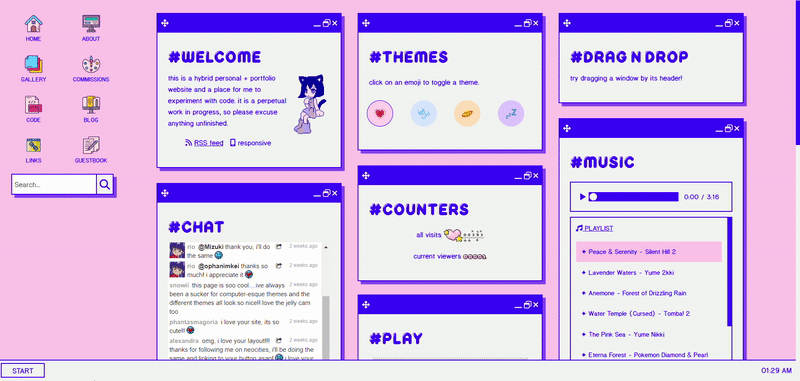 HOME
ABOUT
GALLERY
COMMISSIONS
CODE
BLOG
LINKS
GUESTBOOK
Search...
#WELCOME
this is a hybrid personal + portfolio
website and a place for me to
experiment with code. it is a perpetual
work in progress, so please excuse
anything unfinished.
RSS feed
responsive
#CHAT
rio @Mizuki thank you, i'll do 2 weeks ago
the same
rio @ophanimkei thanks so 2 weeks ago
much! i appreciate it
snowii this page is soo cool...ive always 2 weeks ago
been a sucker for computer-esque themes and the
different themes all look so nice!! love the jelly cam
too
phantasmagoria i love your site, its so 2 weeks ago
cute!!
alexaru omg, i love your layout!!! 2 weeks ago
thanks for following me on neocities, i'll be doing the
same and linking to your button asap! i love your
#THEMES
click on an emoji to toggle a theme.
#COUNTERS
all visits
current viewers
#PLAY
#DRAG N DROP
try dragging a window by its header!
#MUSIC
0:00 / 3:16
PLAYLIST
✦ Peace & Serenity - Silent Hill 2
✦ Lavender Waters - Yume 2kki
✦ Anemone - Forest of Drizzling Rain
✦ Water Temple (Cursed) - Tomba! 2
✦ The Pink Sea - Yume Nikki
✦ Eterna Forest - Pokemon Diamond & Pearl
START
01:29 AM